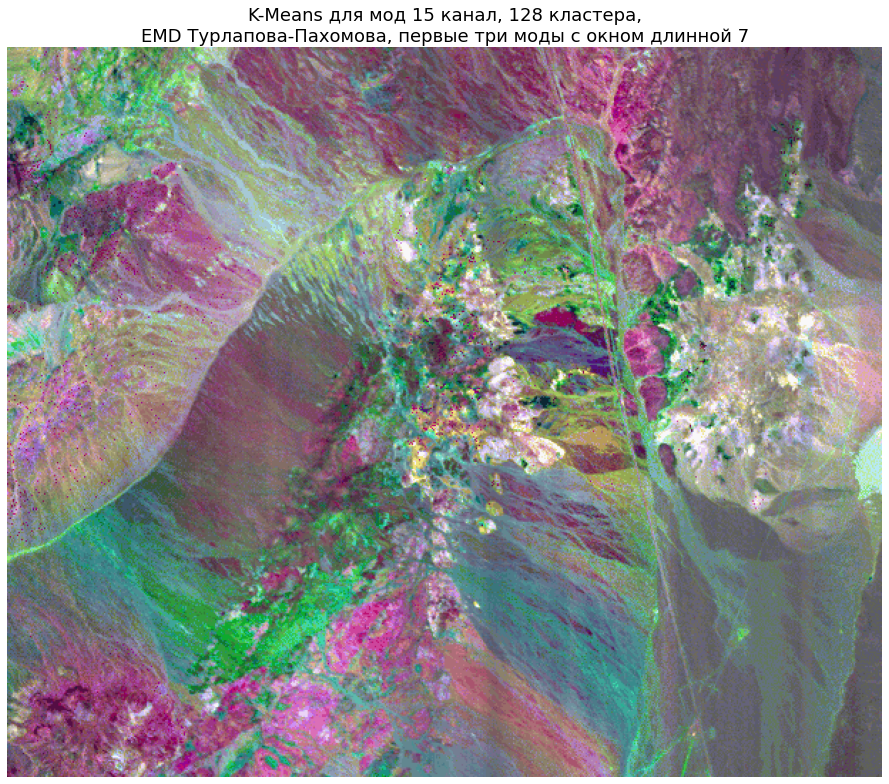 K-Means для мод 15 канал, 128 кластера,
EMD Турлапова-Пахомова, первые три моды с окном длинной 7